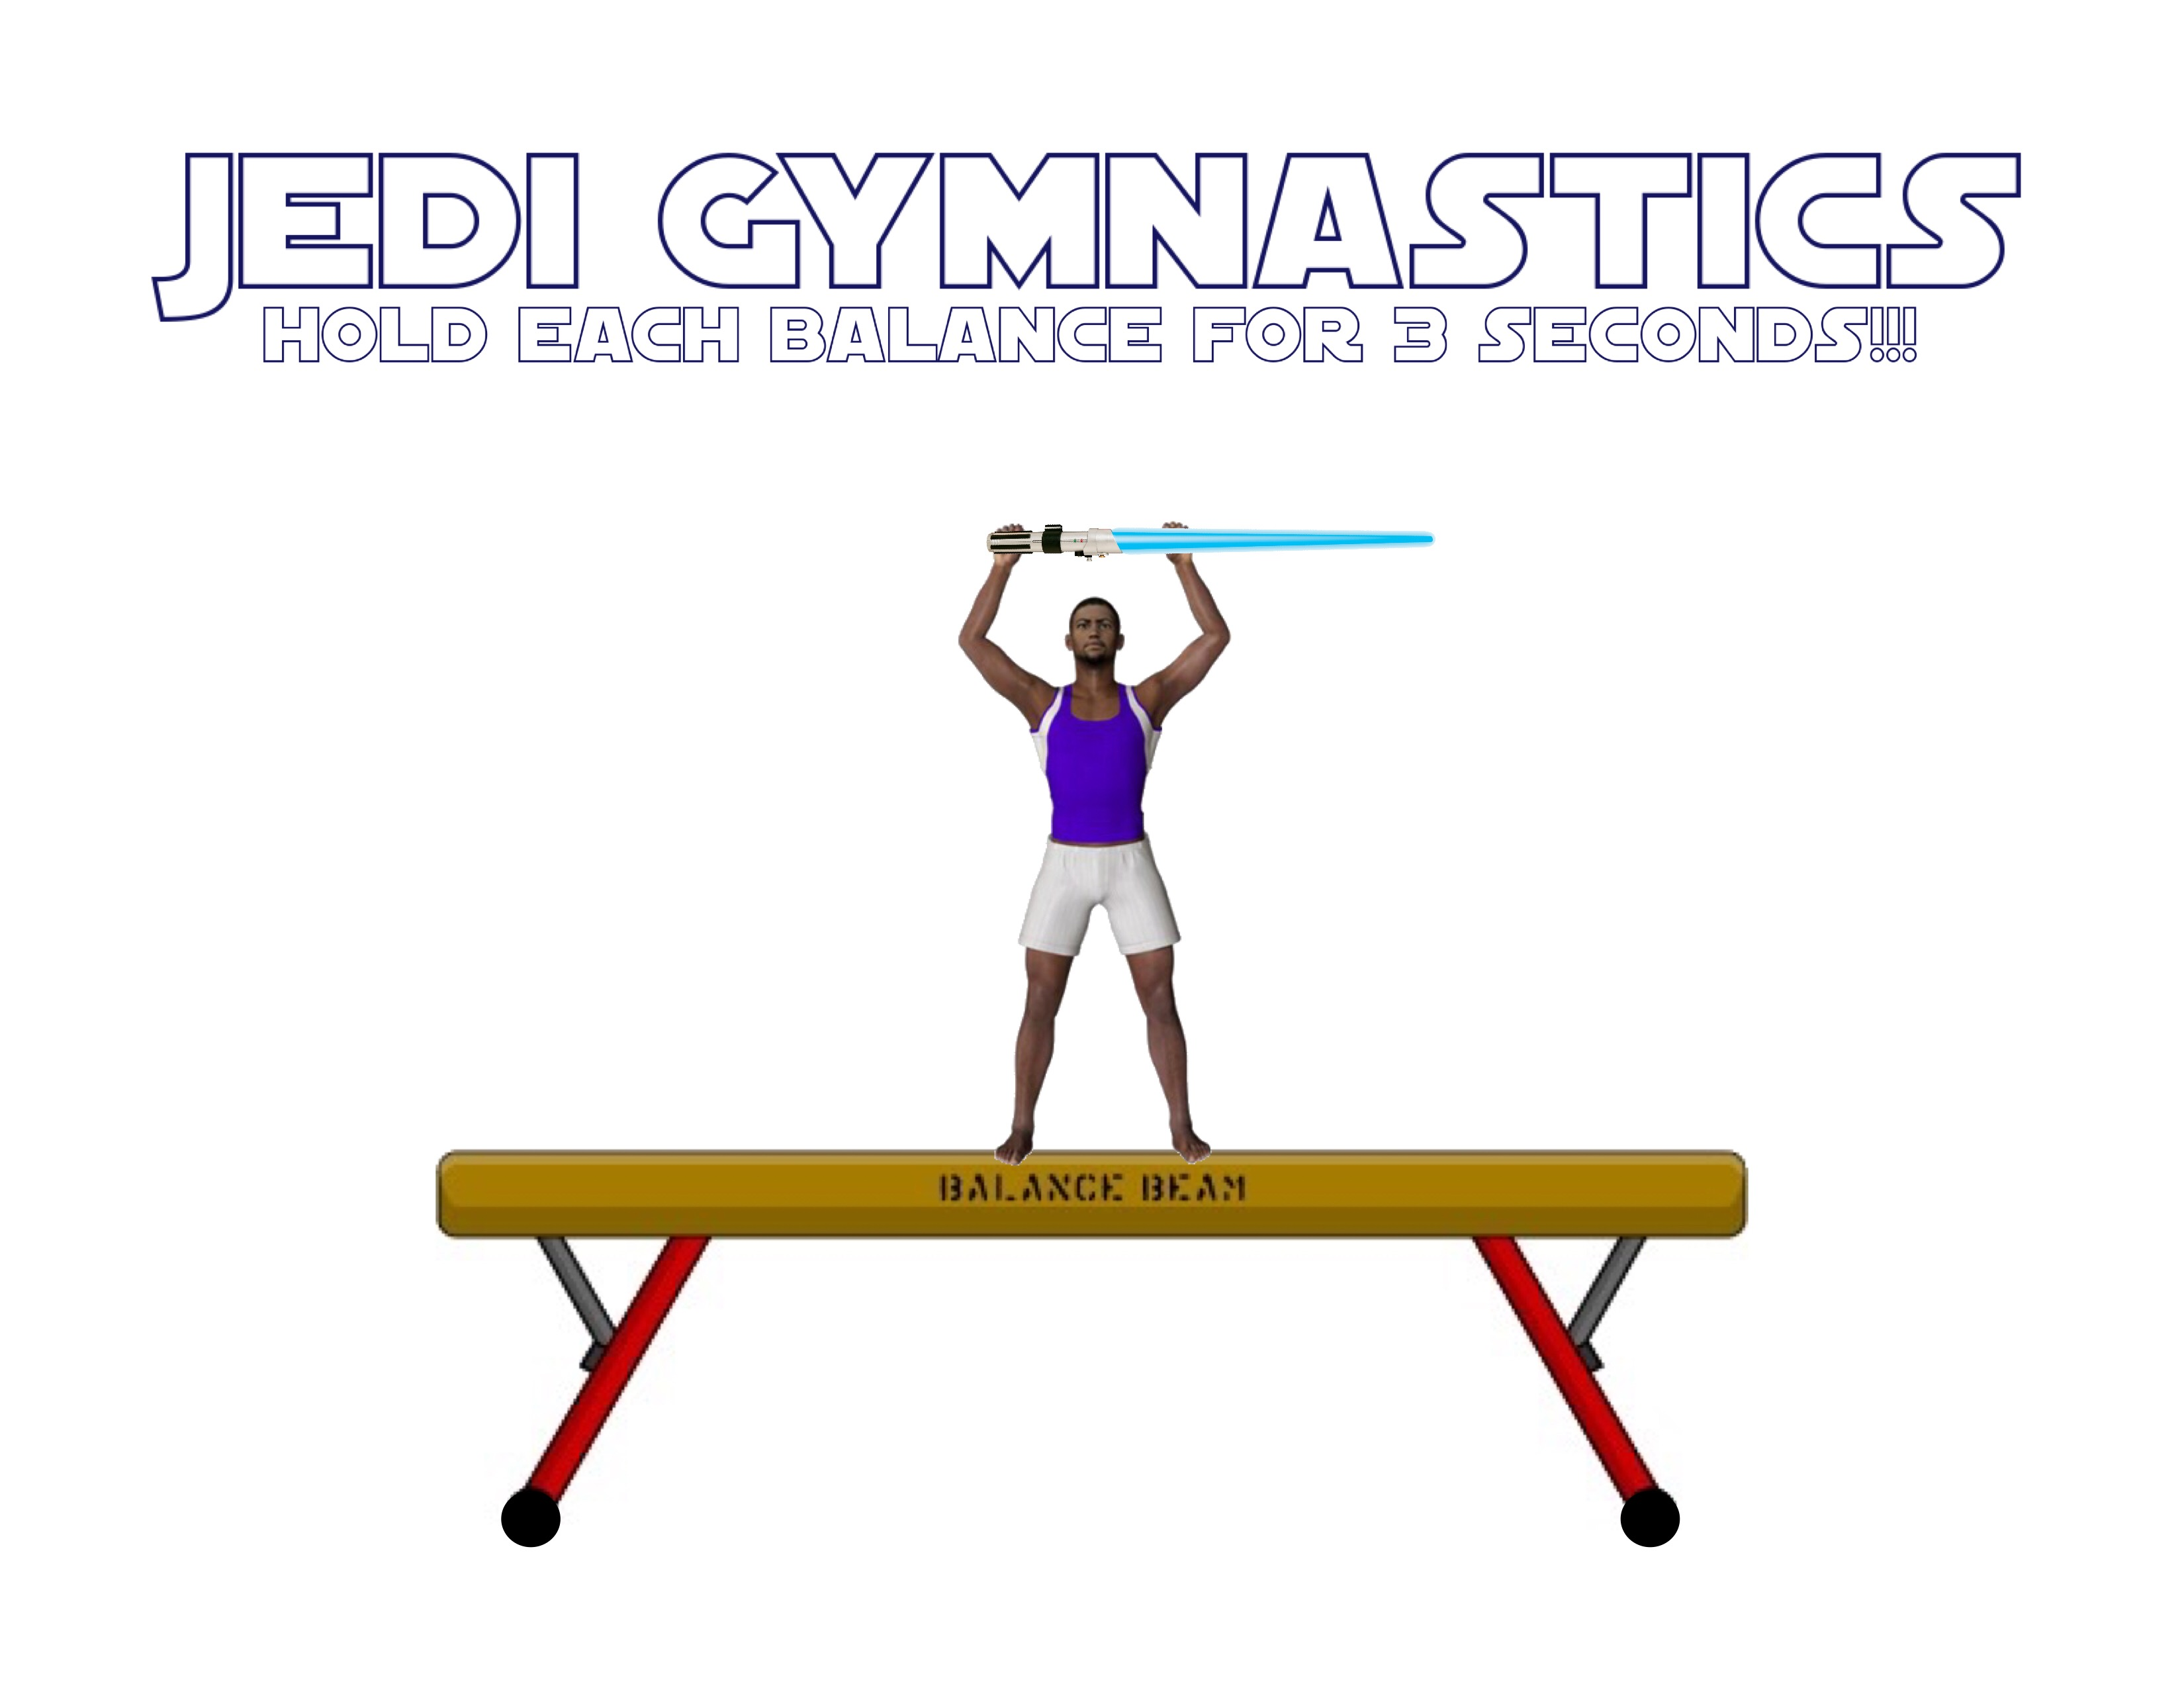 JEDI GYMNASTICS
HOLD EACH BALANCE FOR 3 SECONDS!!!
BALANCE BEAM